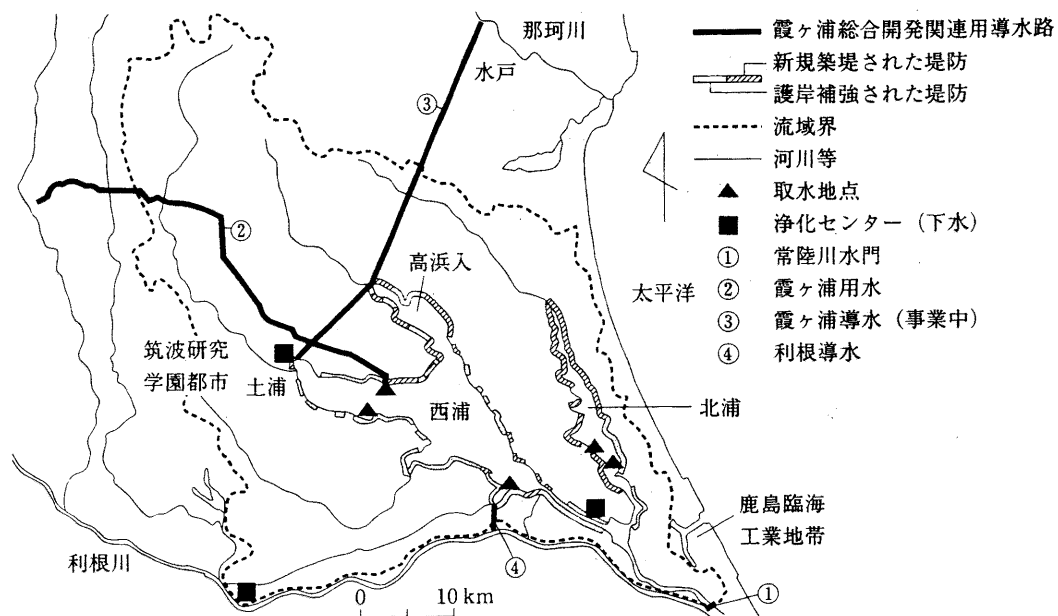 那珂川
水戸
③
②
高浜入
太平洋
筑波研究
学園都市
土浦
西浦
北浦
鹿島臨海
工業地帯
利根川
④
①
0 10km
霞ヶ浦総合開発関連用導水路
新規築堤された堤防
護岸補強された堤防
流域界
河川等
取水地点
浄化センター(下水)
① 常陸川水門
② 霞ヶ浦用水
③ 霞ヶ浦導水(事業中)
④ 利根導水